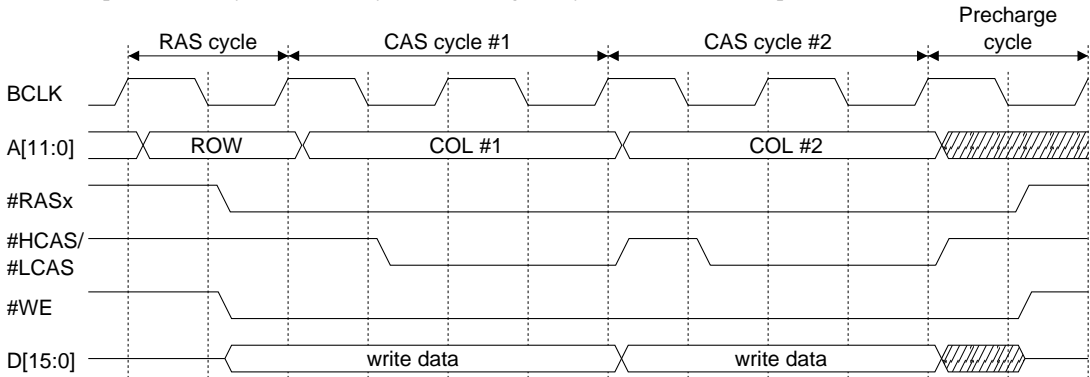 Precharge
RAS cycle CAS cycle #1 CAS cycle #2 cycle
BCLK
A[11:0] ROW COL #1 COL #2
#RASx
#HCAS/
#LCAS
#WE
D[15:0] write data write data